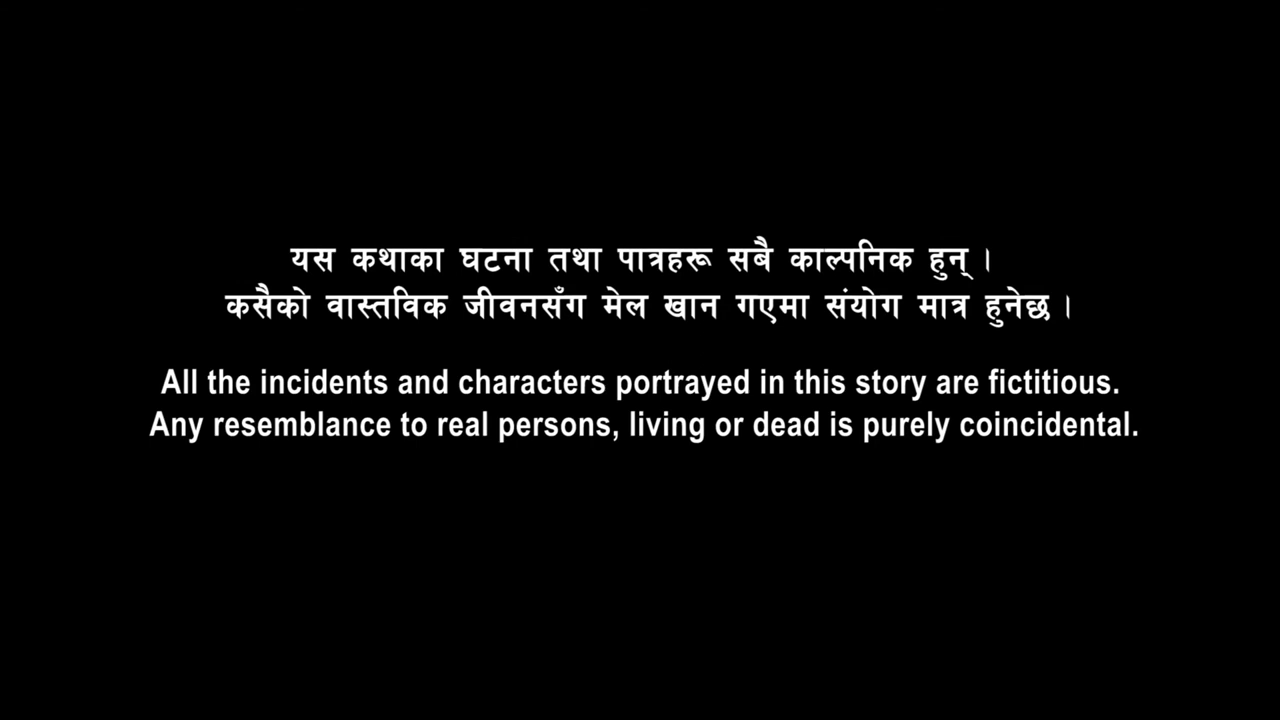 यस कथाका घटना तथा पात्रहरू सबै काल्पनिक हुन् ।
कसैको वास्तविक जीवनसँग मेल खान गएमा संयोग मात्र हुनेछ ।
All the incidents and characters portrayed in this story are fictitious.
Any resemblance to real persons, living or dead is purely coincidental.